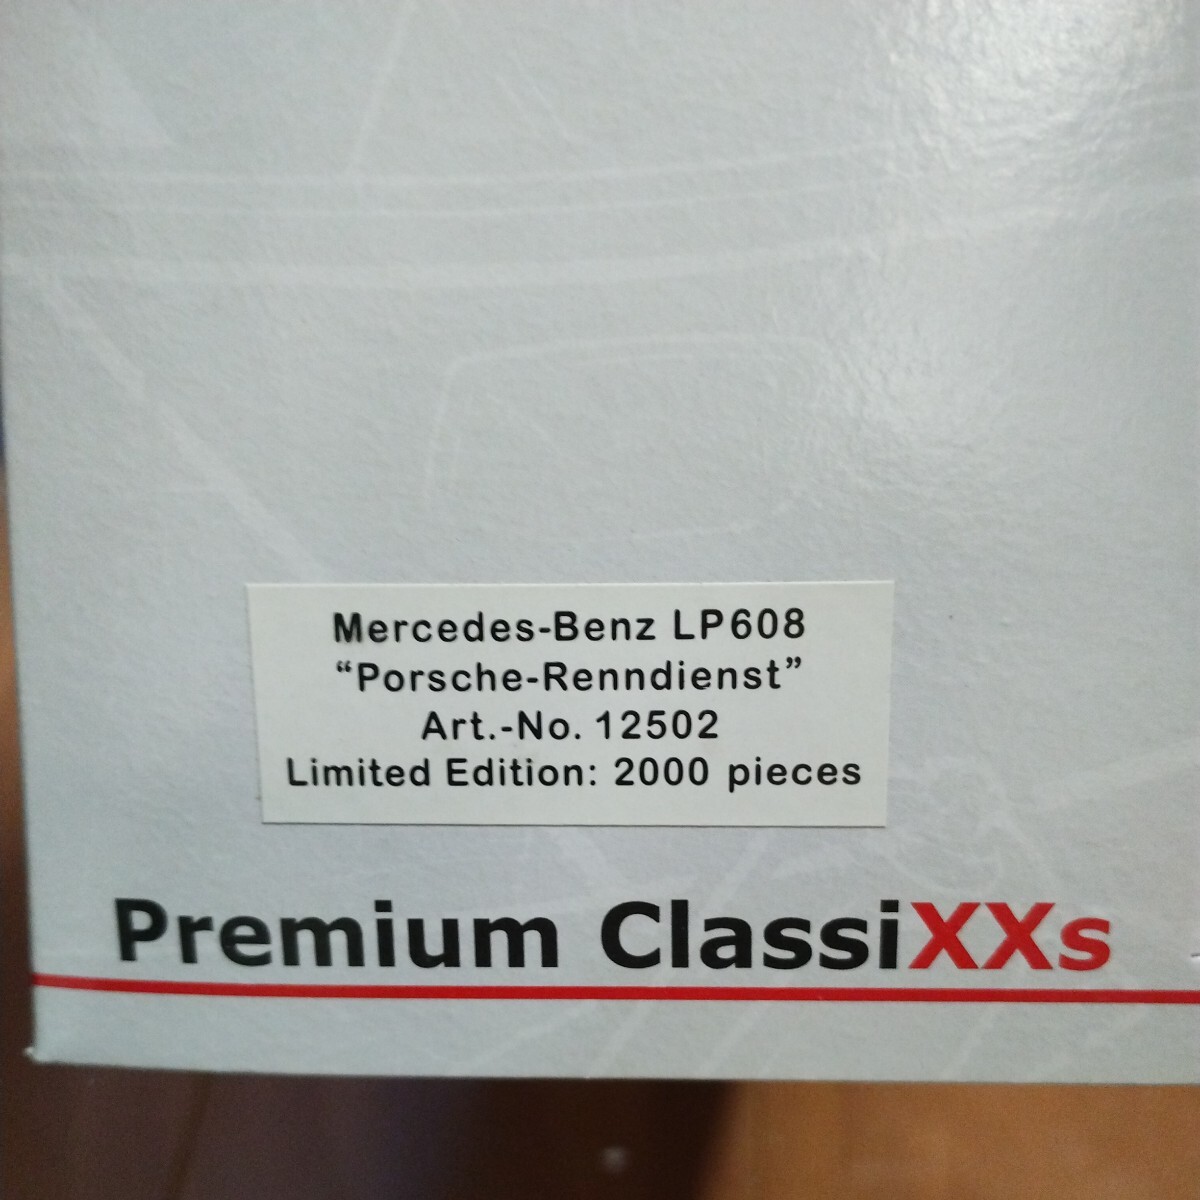 Mercedes-Benz LP608
“Porsche-Renndienst”
Art.-No. 12502
Limited Edition: 2000 pieces
Premium ClassiXXs